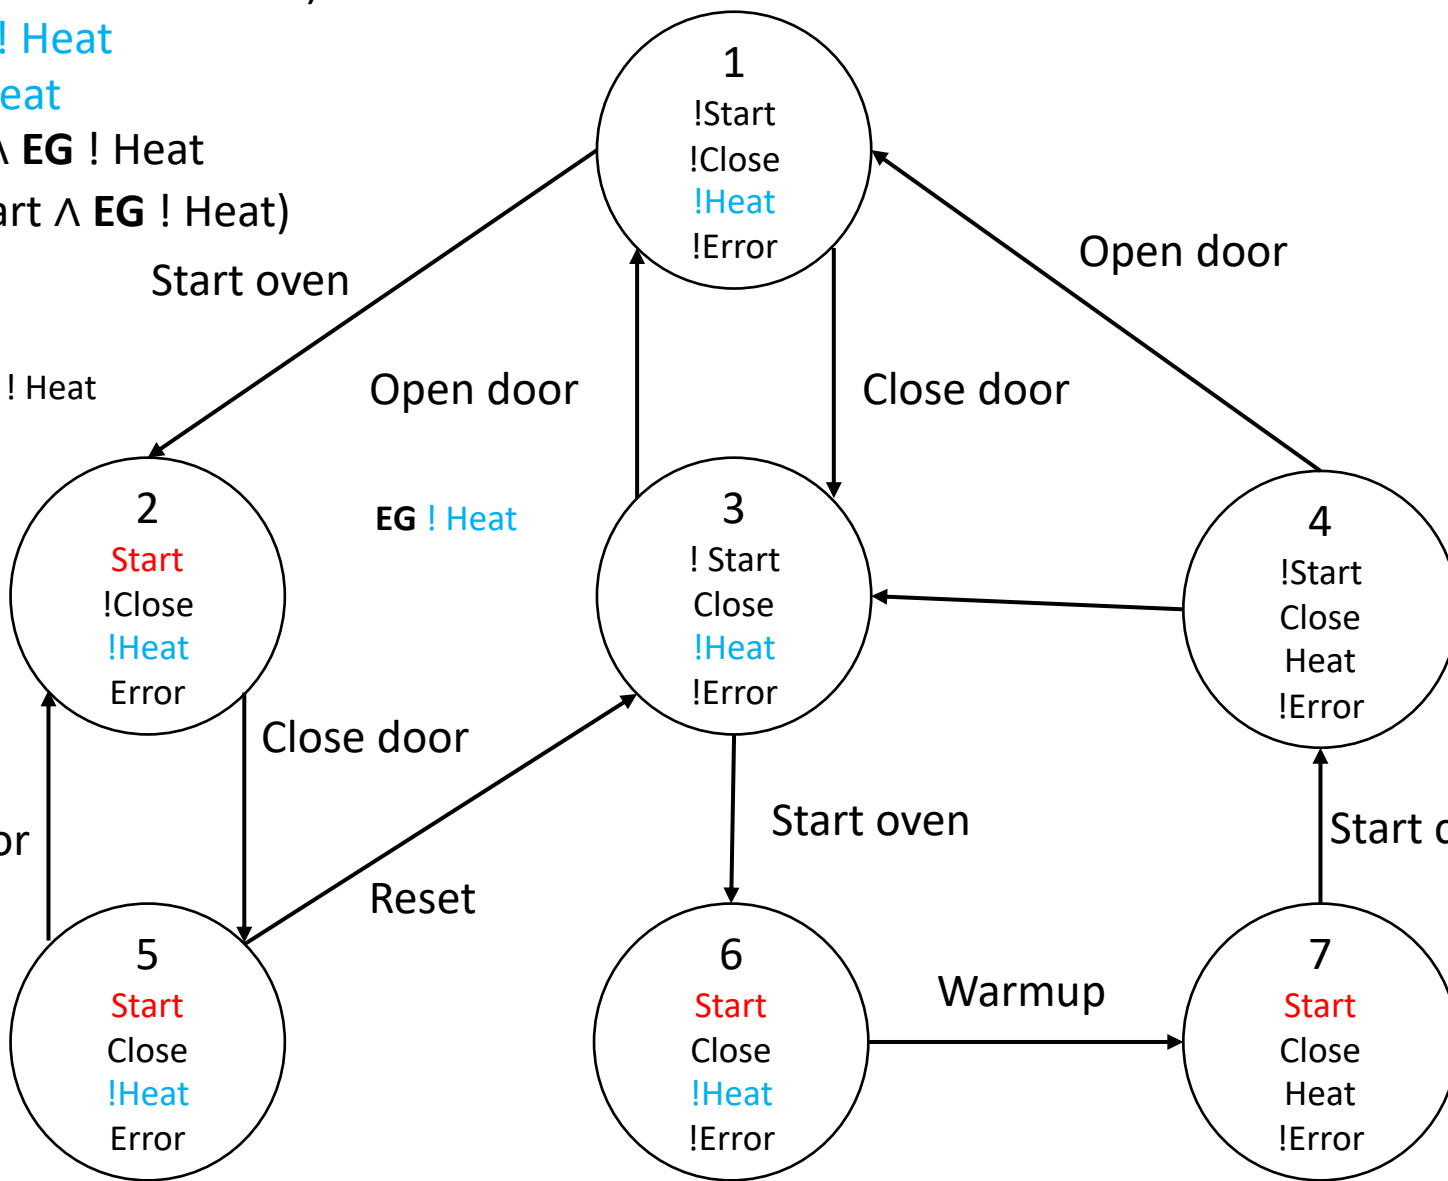 ! Heat
eat
∧ EG ! Heat
art ∧ EG ! Heat)
1
!Start
!Close
!Heat
!Error
Start oven
Open door
! Heat
Open door
Close door
2
Start
!Close
!Heat
Error
EG ! Heat
3
! Start
Close
!Heat
!Error
4
!Start
Close
Heat
!Error
Close door
or
Start oven
Start o
Reset
5
Start
Close
!Heat
Error
6
Start
Close
!Heat
!Error
Warmup
7
Start
Close
Heat
!Error